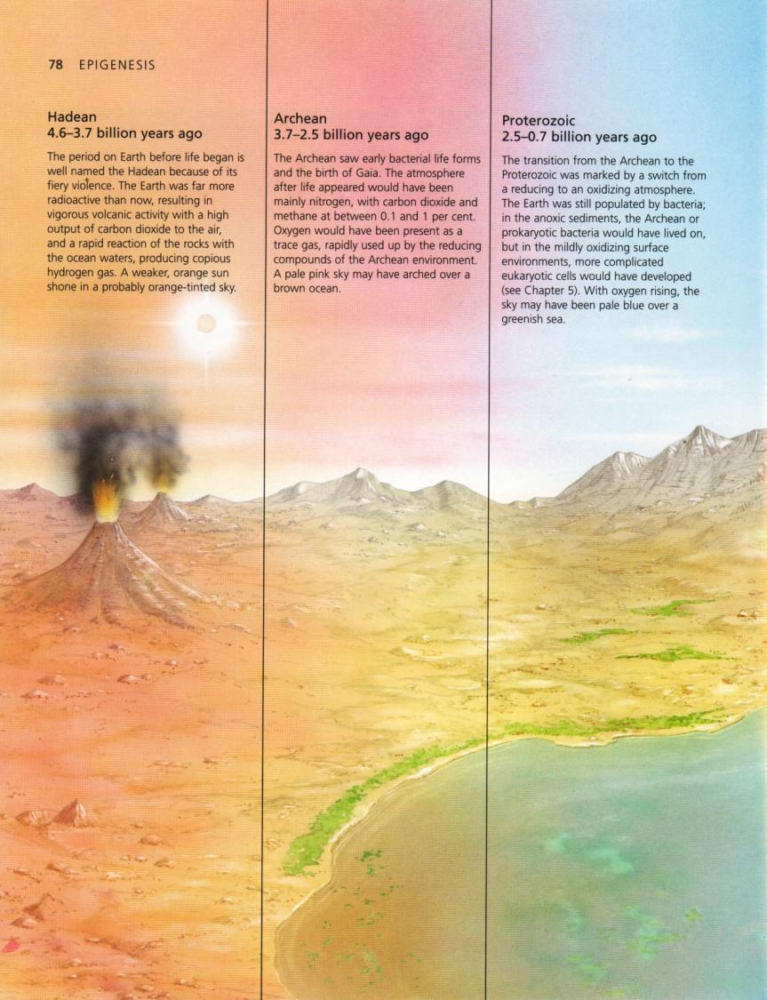 78 EPIGENESIS
Hadean
4.6–3.7 billion years ago
The period on Earth before life began is
well named the Hadean because of its
fiery violence. The Earth was far more
radioactive than now, resulting in
vigorous volcanic activity with a high
output of carbon dioxide to the air,
and a rapid reaction of the rocks with
the ocean waters, producing copious
hydrogen gas. A weaker, orange sun
shone in a probably orange-tinted sky.
Archean
3.7–2.5 billion years ago
The Archean saw early bacterial life forms
and the birth of Gaia. The atmosphere
after life appeared would have been
mainly nitrogen, with carbon dioxide and
methane at between 0.1 and 1 per cent.
Oxygen would have been present as a
trace gas, rapidly used up by the reducing
compounds of the Archean environment.
A pale pink sky may have arched over a
brown ocean.
Proterozoic
2.5–0.7 billion years ago
The transition from the Archean to the
Proterozoic was marked by a switch from
a reducing to an oxidizing atmosphere.
The Earth was still populated by bacteria;
in the anoxic sediments, the Archean or
prokaryotic bacteria would have lived on,
but in the mildly oxidizing surface
environments, more complicated
eukaryotic cells would have developed
(see Chapter 5). With oxygen rising, the
sky may have been pale blue over a
greenish sea.